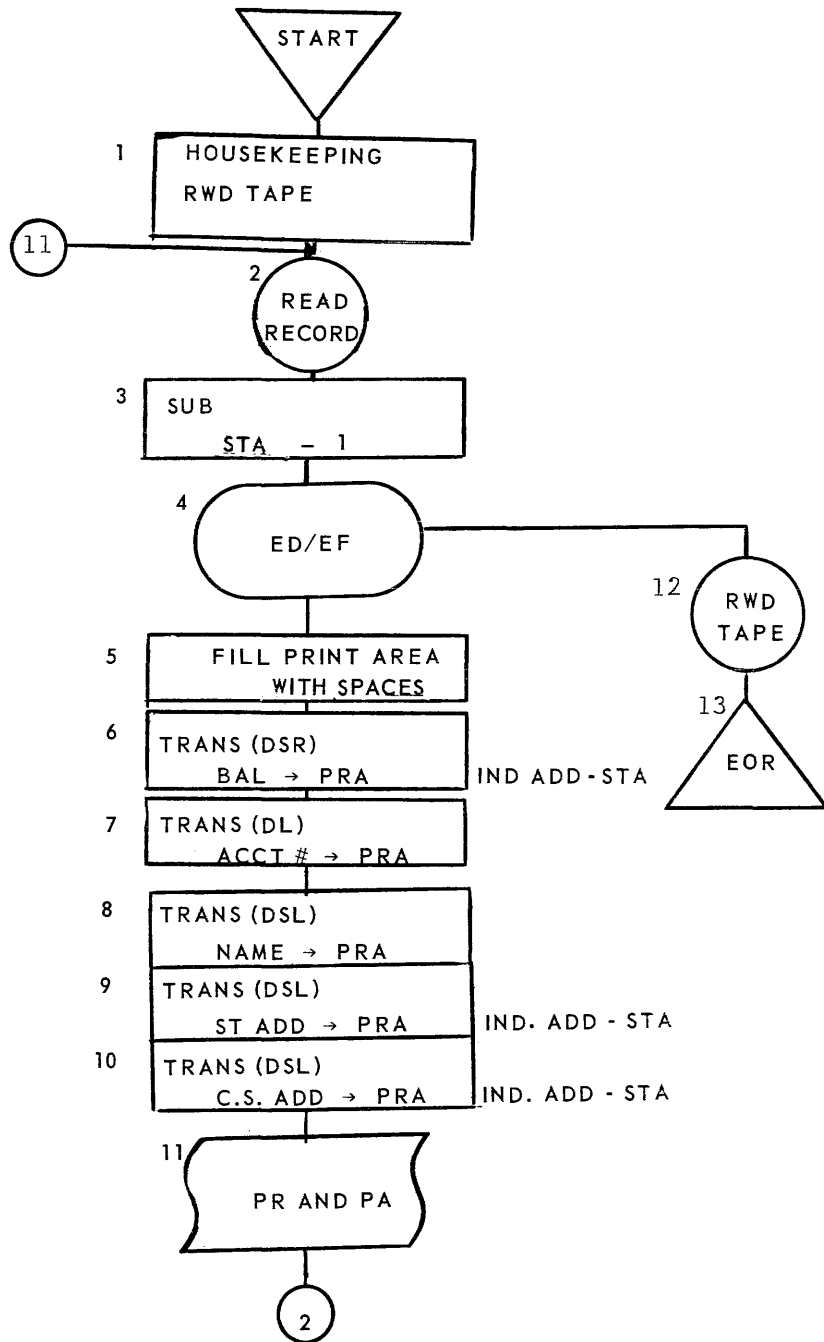 START
1
HOUSEKEEPING
RWD TAPE
11
2
READ
RECORD
3
SUB
STA - 1
4
ED/EF
12
RWD
TAPE
13
EOR
5
FILL PRINT AREA
WITH SPACES
6
TRANS (DSR)
BAL → PRA IND ADD - STA
7
TRANS (DL)
ACCT # → PRA
8
TRANS (DSL)
NAME → PRA
9
TRANS (DSL)
ST ADD → PRA IND. ADD - STA
10
TRANS (DSL)
C.S. ADD → PRA IND. ADD - STA
11
PR AND PA
2